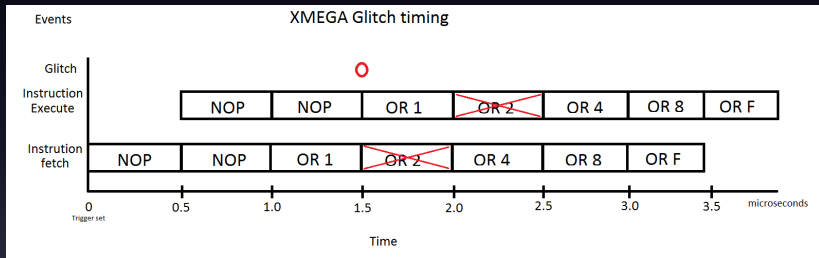 Events
XMEGA Glitch timing
Glitch
Instruction
Execute
NOP NOP OR 1 OR 2 OR 4 OR 8 OR F
Instrution
fetch
NOP NOP OR 1 OR 2 OR 4 OR 8 OR F
0 0.5 1.0 1.5 2.0 2.5 3.0 3.5 microseconds
Trigger set
Time